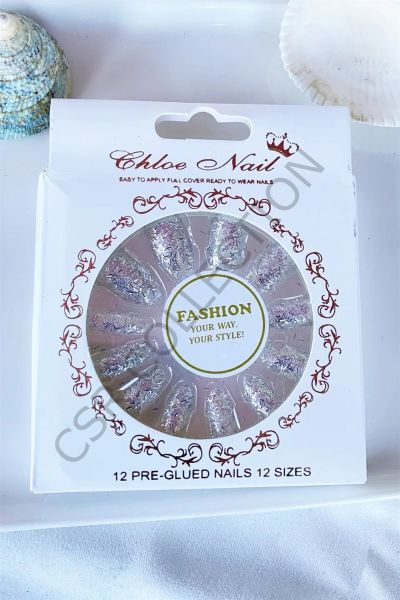 Chloe Nail
EASY TO APPLY FULL COVER READY TO WEAR NAILS
FASHION
YOUR WAY.
YOUR STYLE!
12 PRE-GLUED NAILS 12 SIZES
COLLECTION